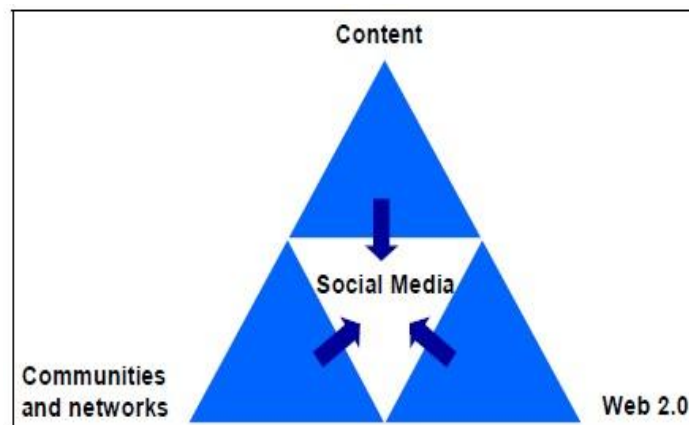 Content
Social Media
Communities
and networks
Web 2.0